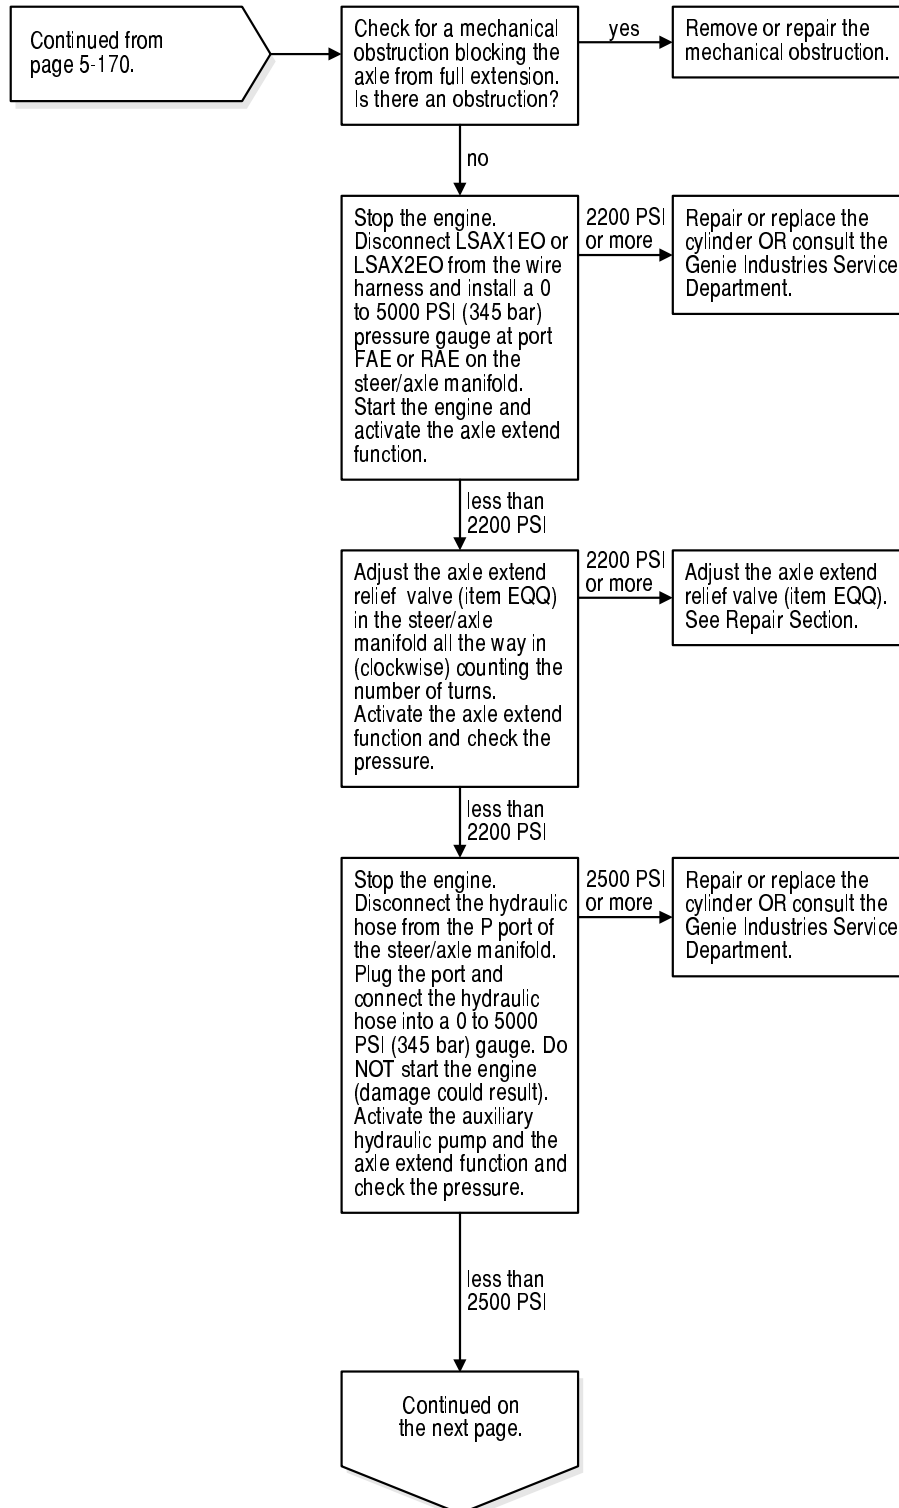 Continued from
page 5-170.
Check for a mechanical
obstruction blocking the
axle from full extension.
Is there an obstruction?
yes
Remove or repair the
mechanical obstruction.
no
Stop the engine.
Disconnect LSAX1EO or
LSAX2EO from the wire
harness and install a 0
to 5000 PSI (345 bar)
pressure gauge at port
FAE or RAE on the
steer/axle manifold.
Start the engine and
activate the axle extend
function.
2200 PSI
or more
Repair or replace the
cylinder OR consult the
Genie Industries Service
Department.
less than
2200 PSI
Adjust the axle extend
relief valve (item EQQ)
in the steer/axle
manifold all the way in
(clockwise) counting the
number of turns.
Activate the axle extend
function and check the
pressure.
2200 PSI
or more
Adjust the axle extend
relief valve (item EQQ).
See Repair Section.
less than
2200 PSI
Stop the engine.
Disconnect the hydraulic
hose from the P port of
the steer/axle manifold.
Plug the port and
connect the hydraulic
hose into a 0 to 5000
PSI (345 bar) gauge. Do
NOT start the engine
(damage could result).
Activate the auxiliary
hydraulic pump and the
axle extend function and
check the pressure.
2500 PSI
or more
Repair or replace the
cylinder OR consult the
Genie Industries Service
Department.
less than
2500 PSI
Continued on
the next page.